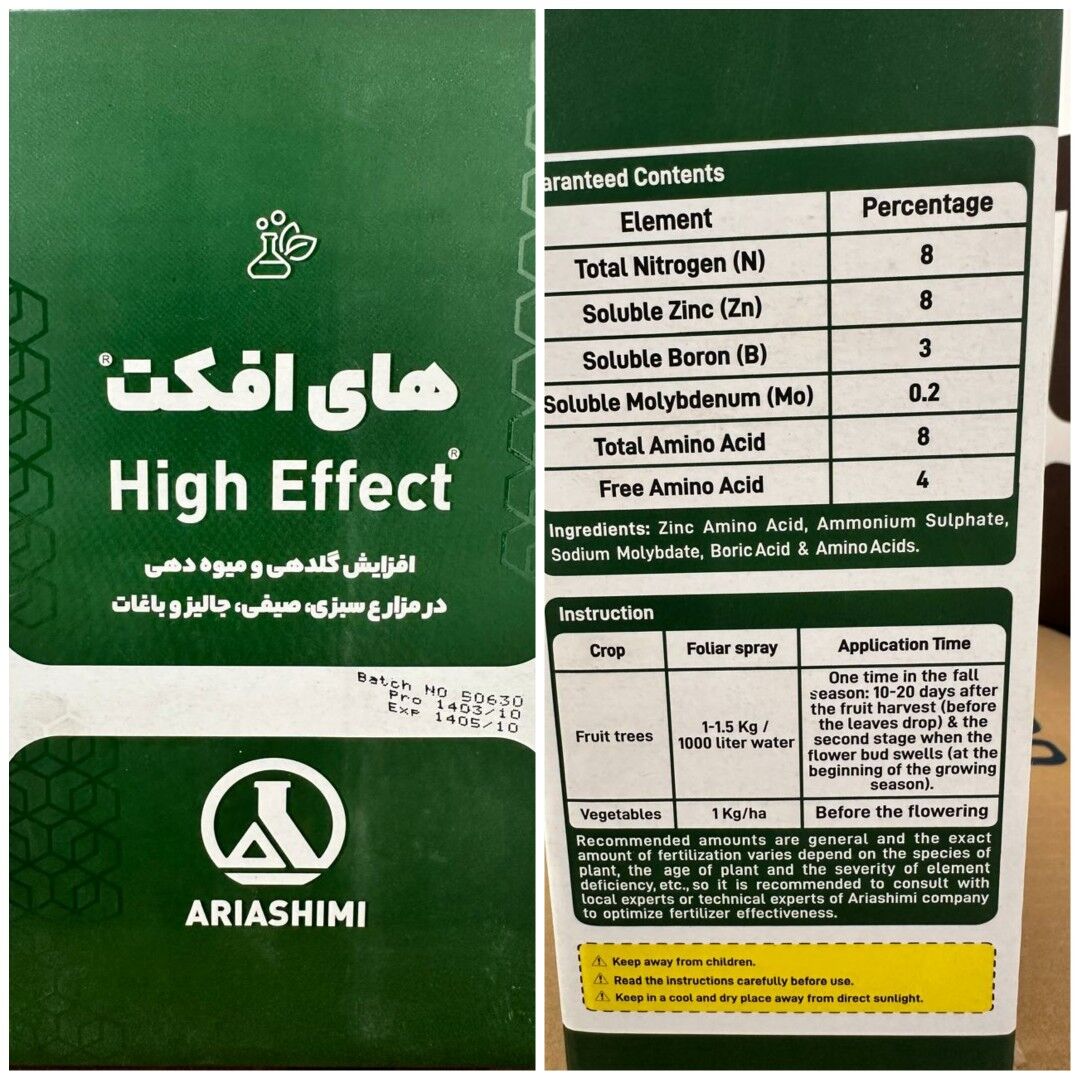 های افکت®
High Effect®
افزایش گلدهی و میوه دهی
در مزارع سبزی، صیفی، جالیز و باغات
Batch NO 50630
Pro 1403/10
Exp 1405/10
ARIASHIMI
aranteed Contents
Element Percentage
Total Nitrogen (N) 8
Soluble Zinc (Zn) 8
Soluble Boron (B) 3
Soluble Molybdenum (Mo) 0.2
Total Amino Acid 8
Free Amino Acid 4
Ingredients: Zinc Amino Acid, Ammonium Sulphate,
Sodium Molybdate, Boric Acid & Amino Acids.
Instruction
Crop Foliar spray Application Time
Fruit trees
1-1.5 Kg /
1000 liter water
One time in the fall
season: 10-20 days after
the fruit harvest (before
the leaves drop) & the
second stage when the
flower bud swells (at the
beginning of the growing
season).
Vegetables 1 Kg/ha Before the flowering
Recommended amounts are general and the exact
amount of fertilization varies depend on the species of
plant, the age of plant and the severity of element
deficiency, etc., so it is recommended to consult with
local experts or technical experts of Ariashimi company
to optimize fertilizer effectiveness.
Keep away from children.
Read the instructions carefully before use.
Keep in a cool and dry place away from direct sunlight.